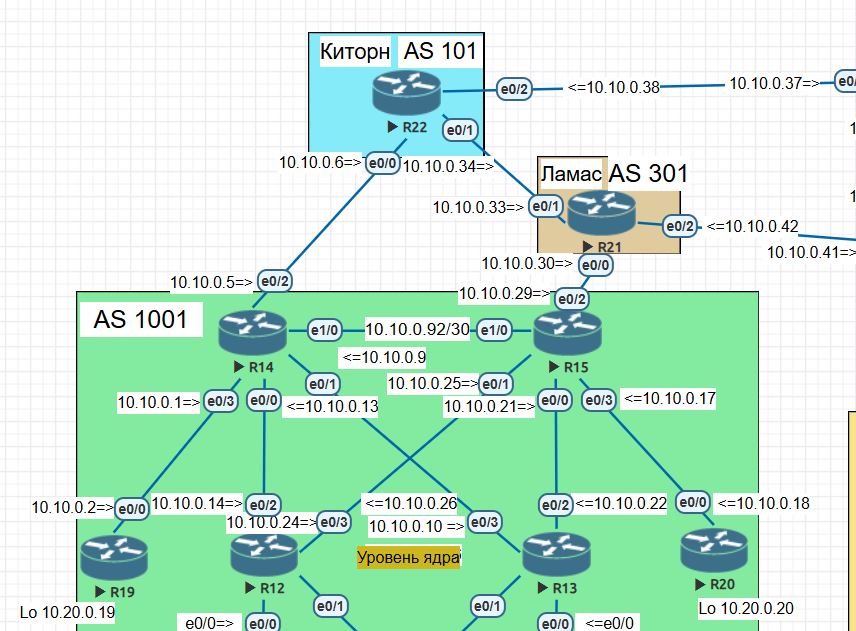 Киторн AS 101
e0/2 <=10.10.0.38 10.10.0.37=> e0/
R22 e0/1
10.10.0.6=> e0/0 10.10.0.34=>
Ламас AS 301
10.10.0.33=> e0/1
e0/2 <=10.10.0.42
R21
10.10.0.41=>
10.10.0.30=> e0/0
10.10.0.5=> e0/2
10.10.0.29=> e0/2
AS 1001
e1/0 10.10.0.92/30 e1/0
<=10.10.0.9
R14 R15
e0/1 10.10.0.25=> e0/1
10.10.0.1=> e0/3 e0/0 <=10.10.0.13 10.10.0.21=> e0/0 e0/3 <=10.10.0.17
10.10.0.2=> e0/0 10.10.0.14=> e0/2 <=10.10.0.26 e0/2 <=10.10.0.22 e0/0 <=10.10.0.18
10.10.0.24=> e0/3 10.10.0.10 => e0/3
Уровень ядра
R19 R12 R13 R20
Lo 10.20.0.19 e0/1 e0/1 Lo 10.20.0.20
e0/0=> e0/0 e0/0 <=e0/0